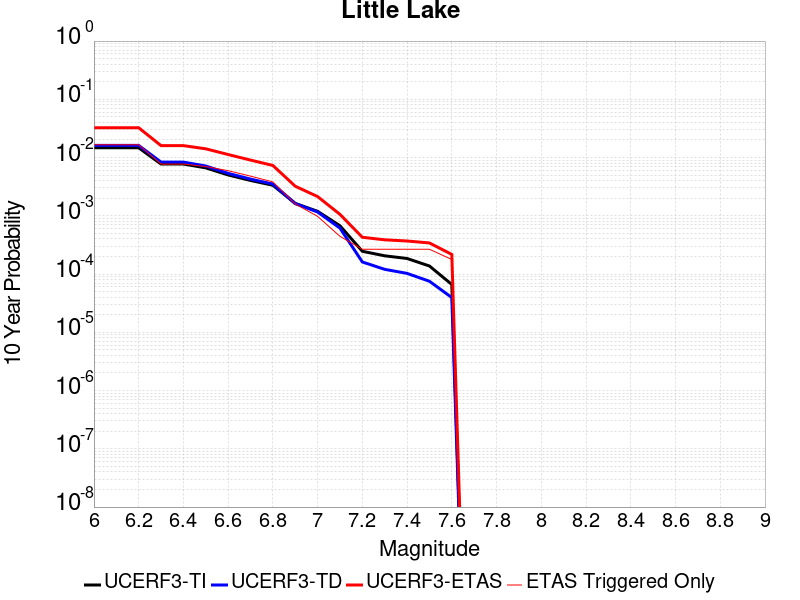 Little Lake
10 Year Probability
10^0
10^-1
10^-2
10^-3
10^-4
10^-5
10^-6
10^-7
10^-8
6 6.2 6.4 6.6 6.8 7 7.2 7.4 7.6 7.8 8 8.2 8.4 8.6 8.8 9
Magnitude
UCERF3-TI UCERF3-TD UCERF3-ETAS ETAS Triggered Only